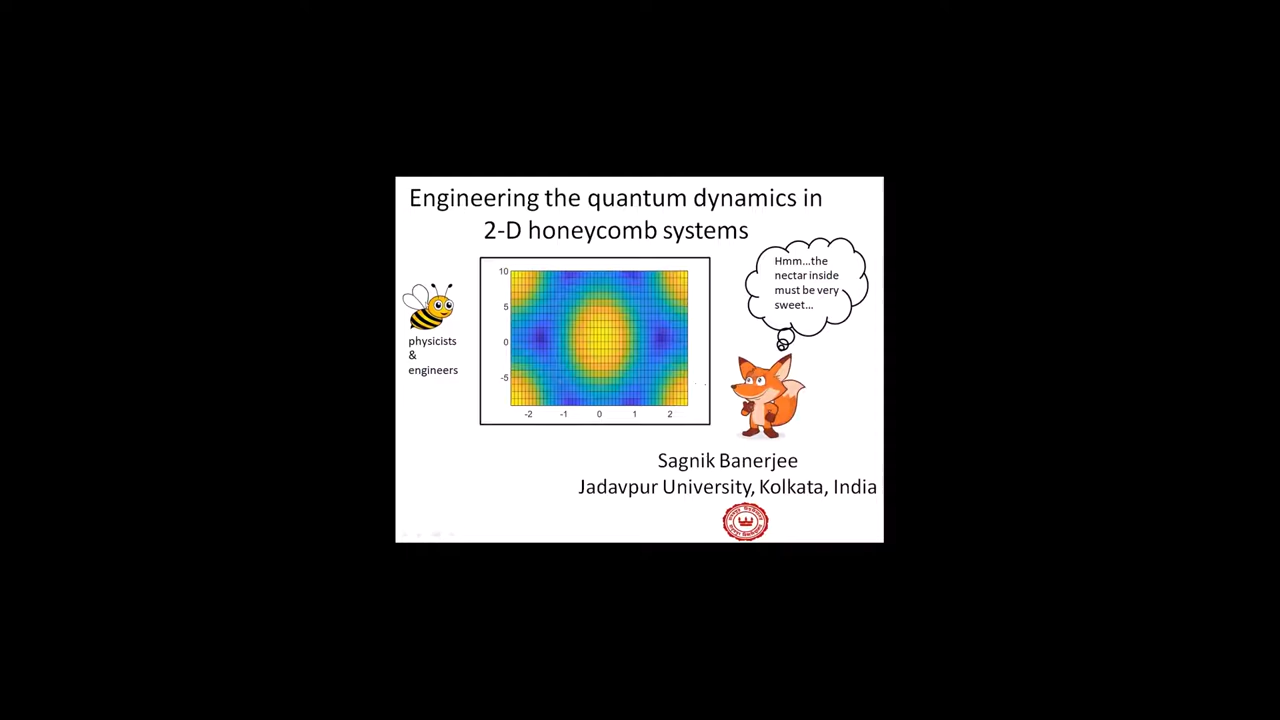 Engineering the quantum dynamics in
2-D honeycomb systems
Hmm...the
nectar inside
must be very
sweet...
physicists
&
engineers
10
5
0
-5
-2
-1
0
1
2
Sagnik Banerjee
Jadavpur University, Kolkata, India